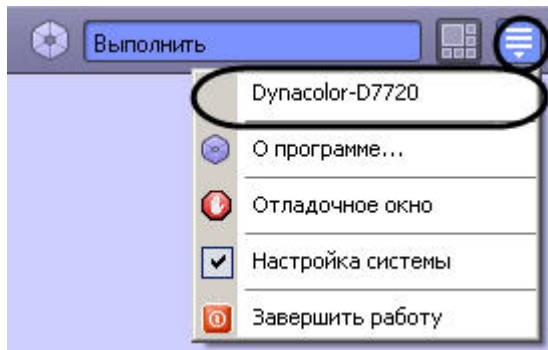 Выполнить
Dynacolor-D7720
О программе...
Отладочное окно
Настройка системы
Завершить работу